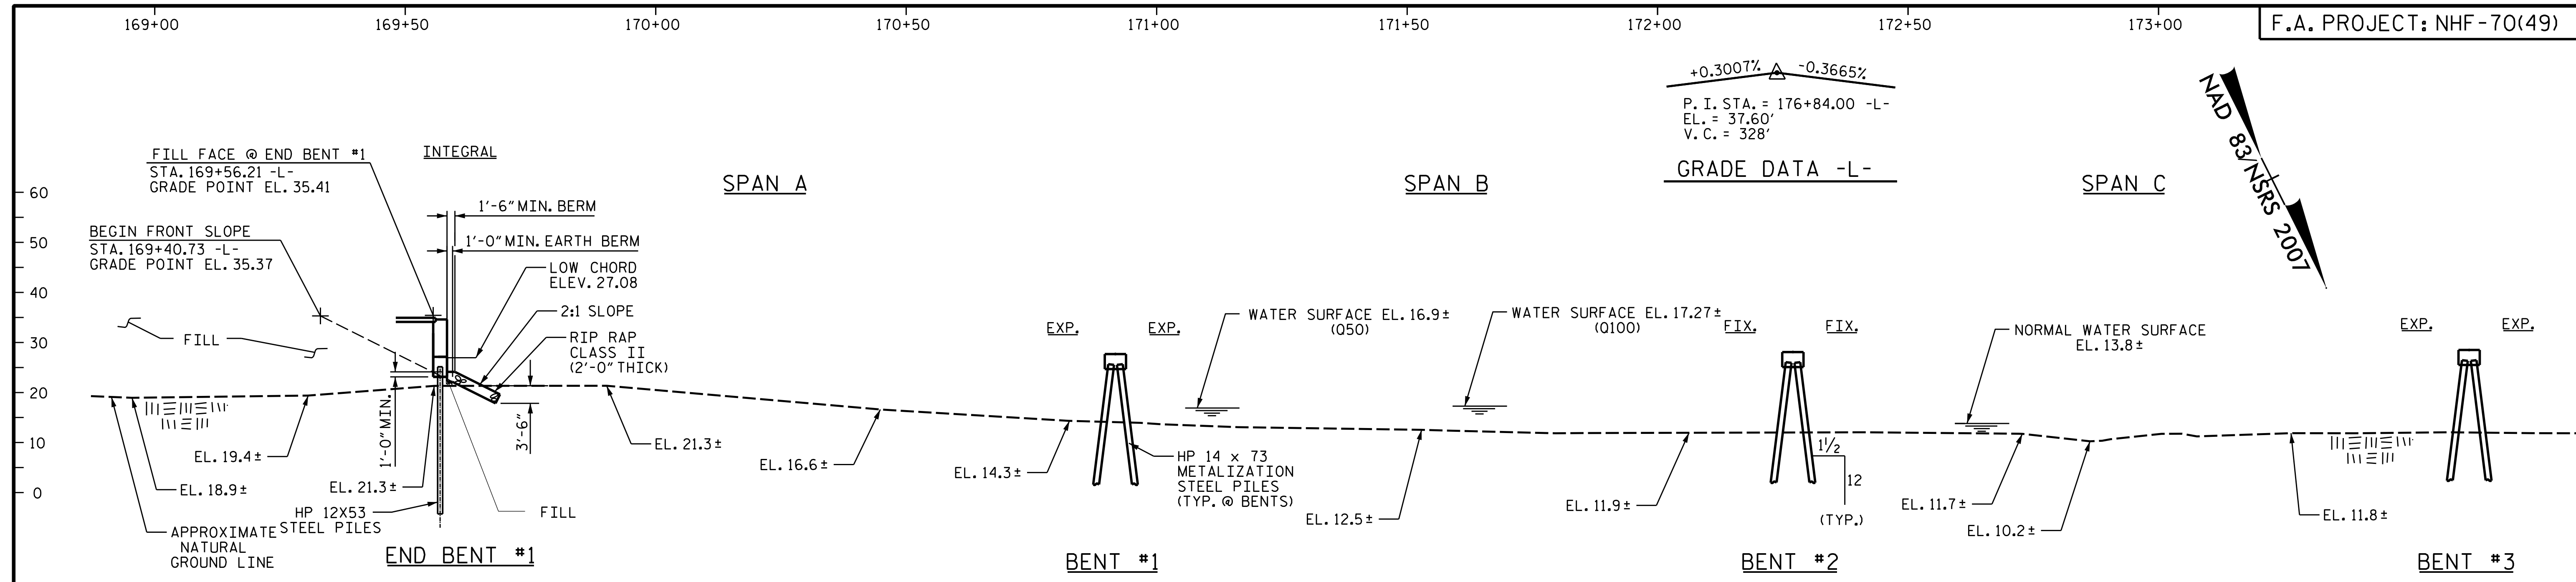 169+00
169+50
170+00
170+50
171+00
171+50
172+00
172+50
173+00
F.A. PROJECT: NHF-70(49)
+0.3007%
-0.3665%
P.I. STA. = 176+84.00 -L-
EL. = 37.60'
V.C. = 328'
GRADE DATA -L-
NAD 83/NSRS 2007
FILL FACE @ END BENT #1
STA. 169+56.21 -L-
GRADE POINT EL. 35.41
INTEGRAL
SPAN A
SPAN B
SPAN C
60
50
40
30
20
10
0
1'-6" MIN. BERM
BEGIN FRONT SLOPE
STA. 169+40.73 -L-
GRADE POINT EL. 35.37
1'-0" MIN. EARTH BERM
LOW CHORD
ELEV. 27.08
2:1 SLOPE
RIP RAP
CLASS II
(2'-0" THICK)
FILL
EXP.
EXP.
WATER SURFACE EL. 16.9±
(Q50)
WATER SURFACE EL. 17.27±
(Q100)
FIX.
FIX.
NORMAL WATER SURFACE
EL. 13.8±
EXP.
EXP.
1'-0" MIN.
3'-6"
EL. 19.4±
EL. 18.9±
EL. 21.3±
EL. 21.3±
EL. 16.6±
EL. 14.3±
HP 14 x 73
METALIZATION
STEEL PILES
(TYP. @ BENTS)
EL. 12.5±
EL. 11.9±
1 1/2
12
(TYP.)
EL. 11.7±
EL. 10.2±
EL. 11.8±
HP 12X53
STEEL PILES
FILL
APPROXIMATE
NATURAL
GROUND LINE
END BENT #1
BENT #1
BENT #2
BENT #3